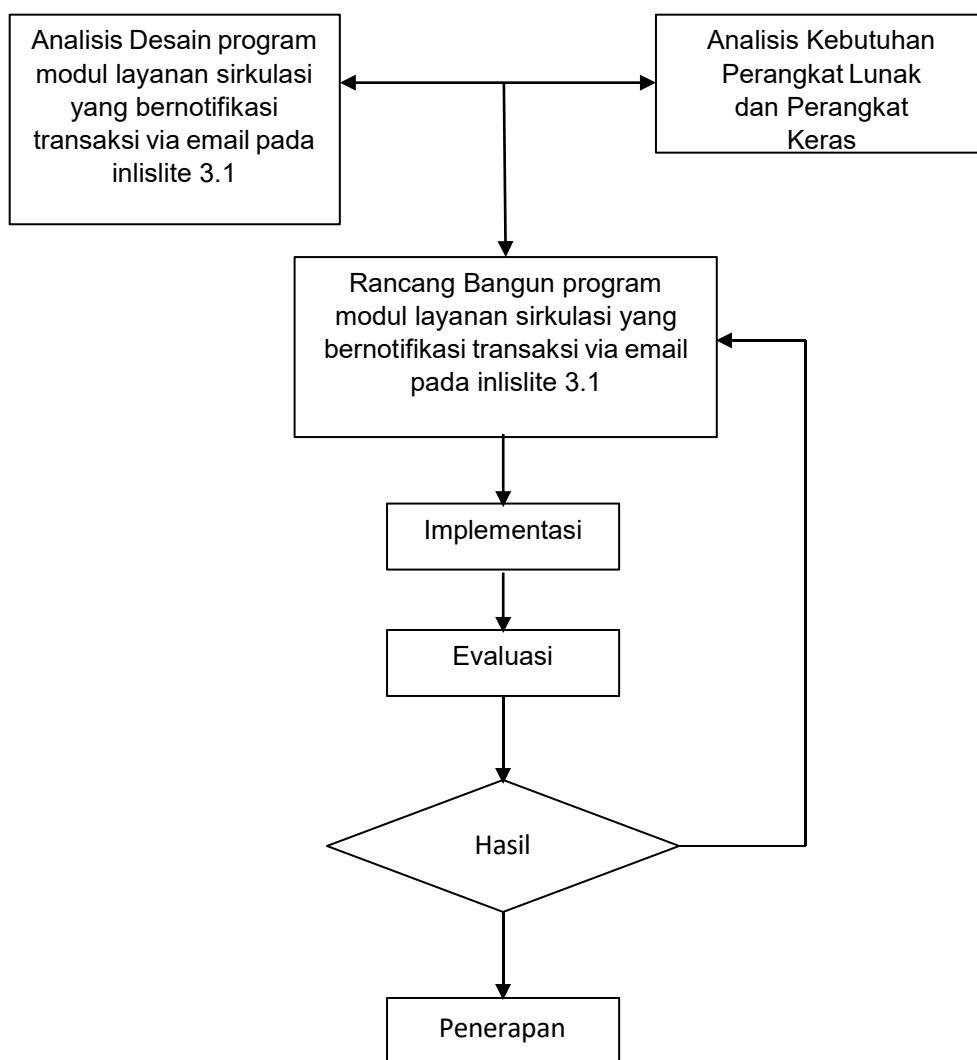 Analisis Desain program
modul layanan sirkulasi
yang bernotifikasi
transaksi via email pada
inlislite 3.1
Analisis Kebutuhan
Perangkat Lunak
dan Perangkat
Keras
Rancang Bangun program
modul layanan sirkulasi yang
bernotifikasi transaksi via email
pada inlislite 3.1
Implementasi
Evaluasi
Hasil
Penerapan